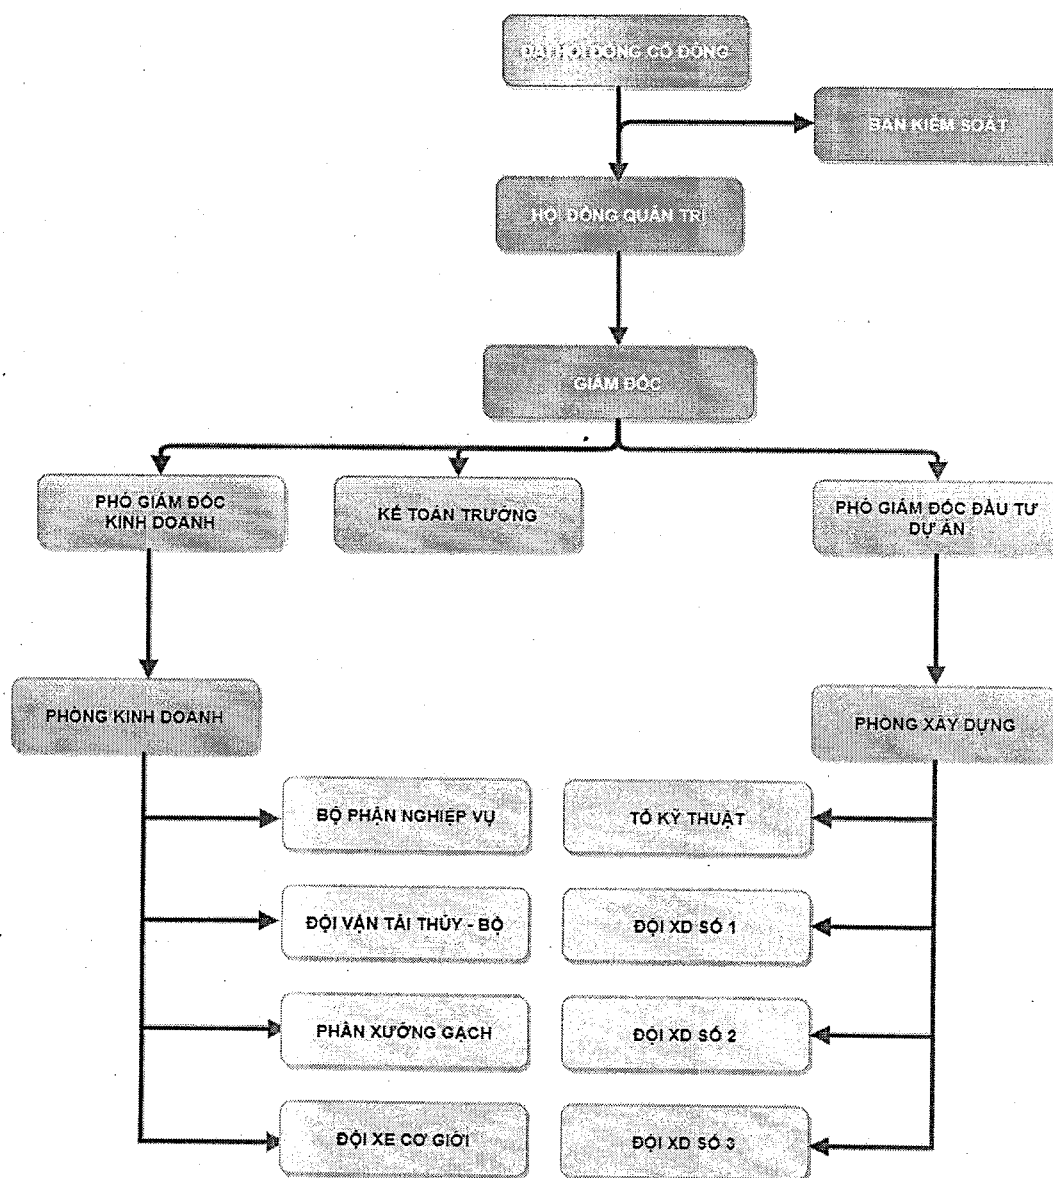 ĐẠI HỘI ĐỒNG CỔ ĐÔNG
BAN KIỂM SOÁT
HỘI ĐỒNG QUẢN TRỊ
GIÁM ĐỐC
PHÓ GIÁM ĐỐC
KINH DOANH
KẾ TOÁN TRƯỞNG
PHÓ GIÁM ĐỐC ĐẦU TƯ
DỰ ÁN
PHÒNG KINH DOANH
PHÒNG XÂY DỰNG
BỘ PHẬN NGHIỆP VỤ
TỔ KỸ THUẬT
ĐỘI VẬN TẢI THỦY - BỘ
ĐỘI XD SỐ 1
PHÂN XƯỞNG GẠCH
ĐỘI XD SỐ 2
ĐỘI XE CƠ GIỚI
ĐỘI XD SỐ 3